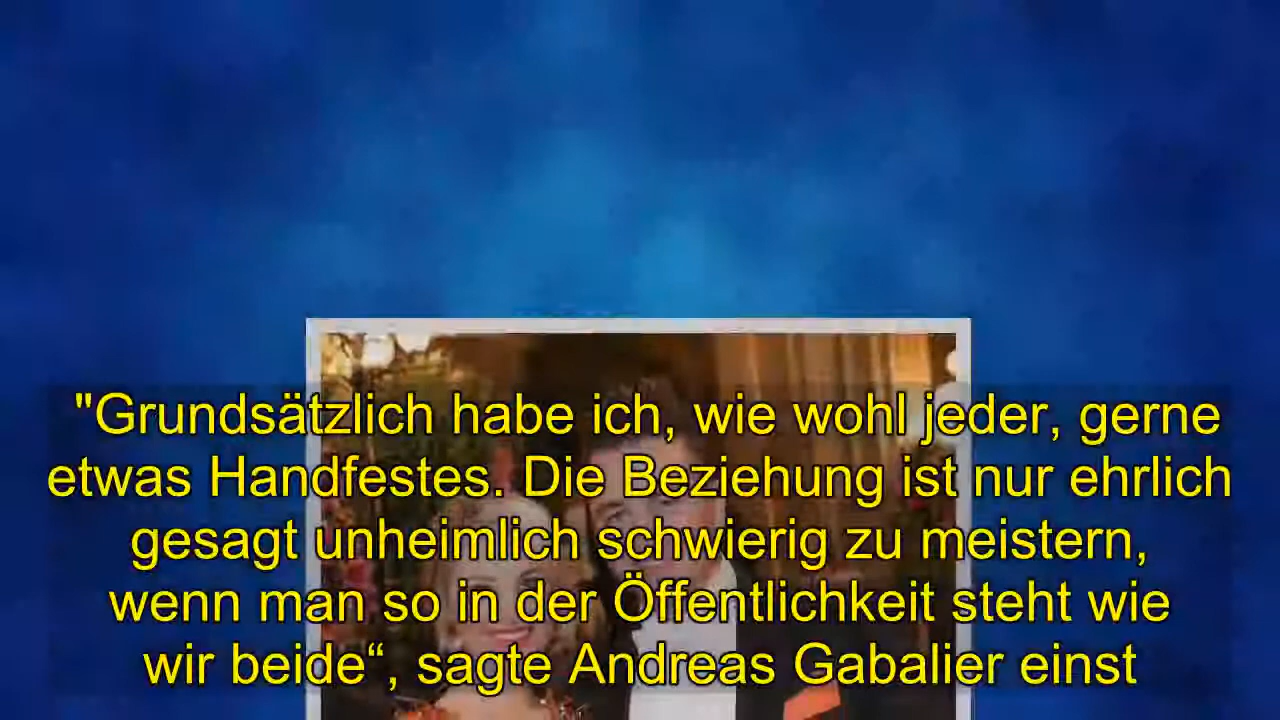 "Grundsätzlich habe ich, wie wohl jeder, gerne
etwas Handfestes. Die Beziehung ist nur ehrlich
gesagt unheimlich schwierig zu meistern,
wenn man so in der Öffentlichkeit steht wie
wir beide“, sagte Andreas Gabalier einst